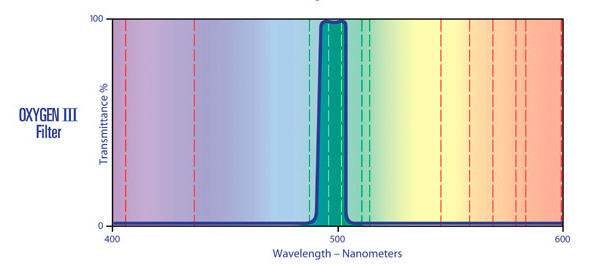 100
OXYGEN III
Filter
Transmittance %
0
400
500
600
Wavelength – Nanometers